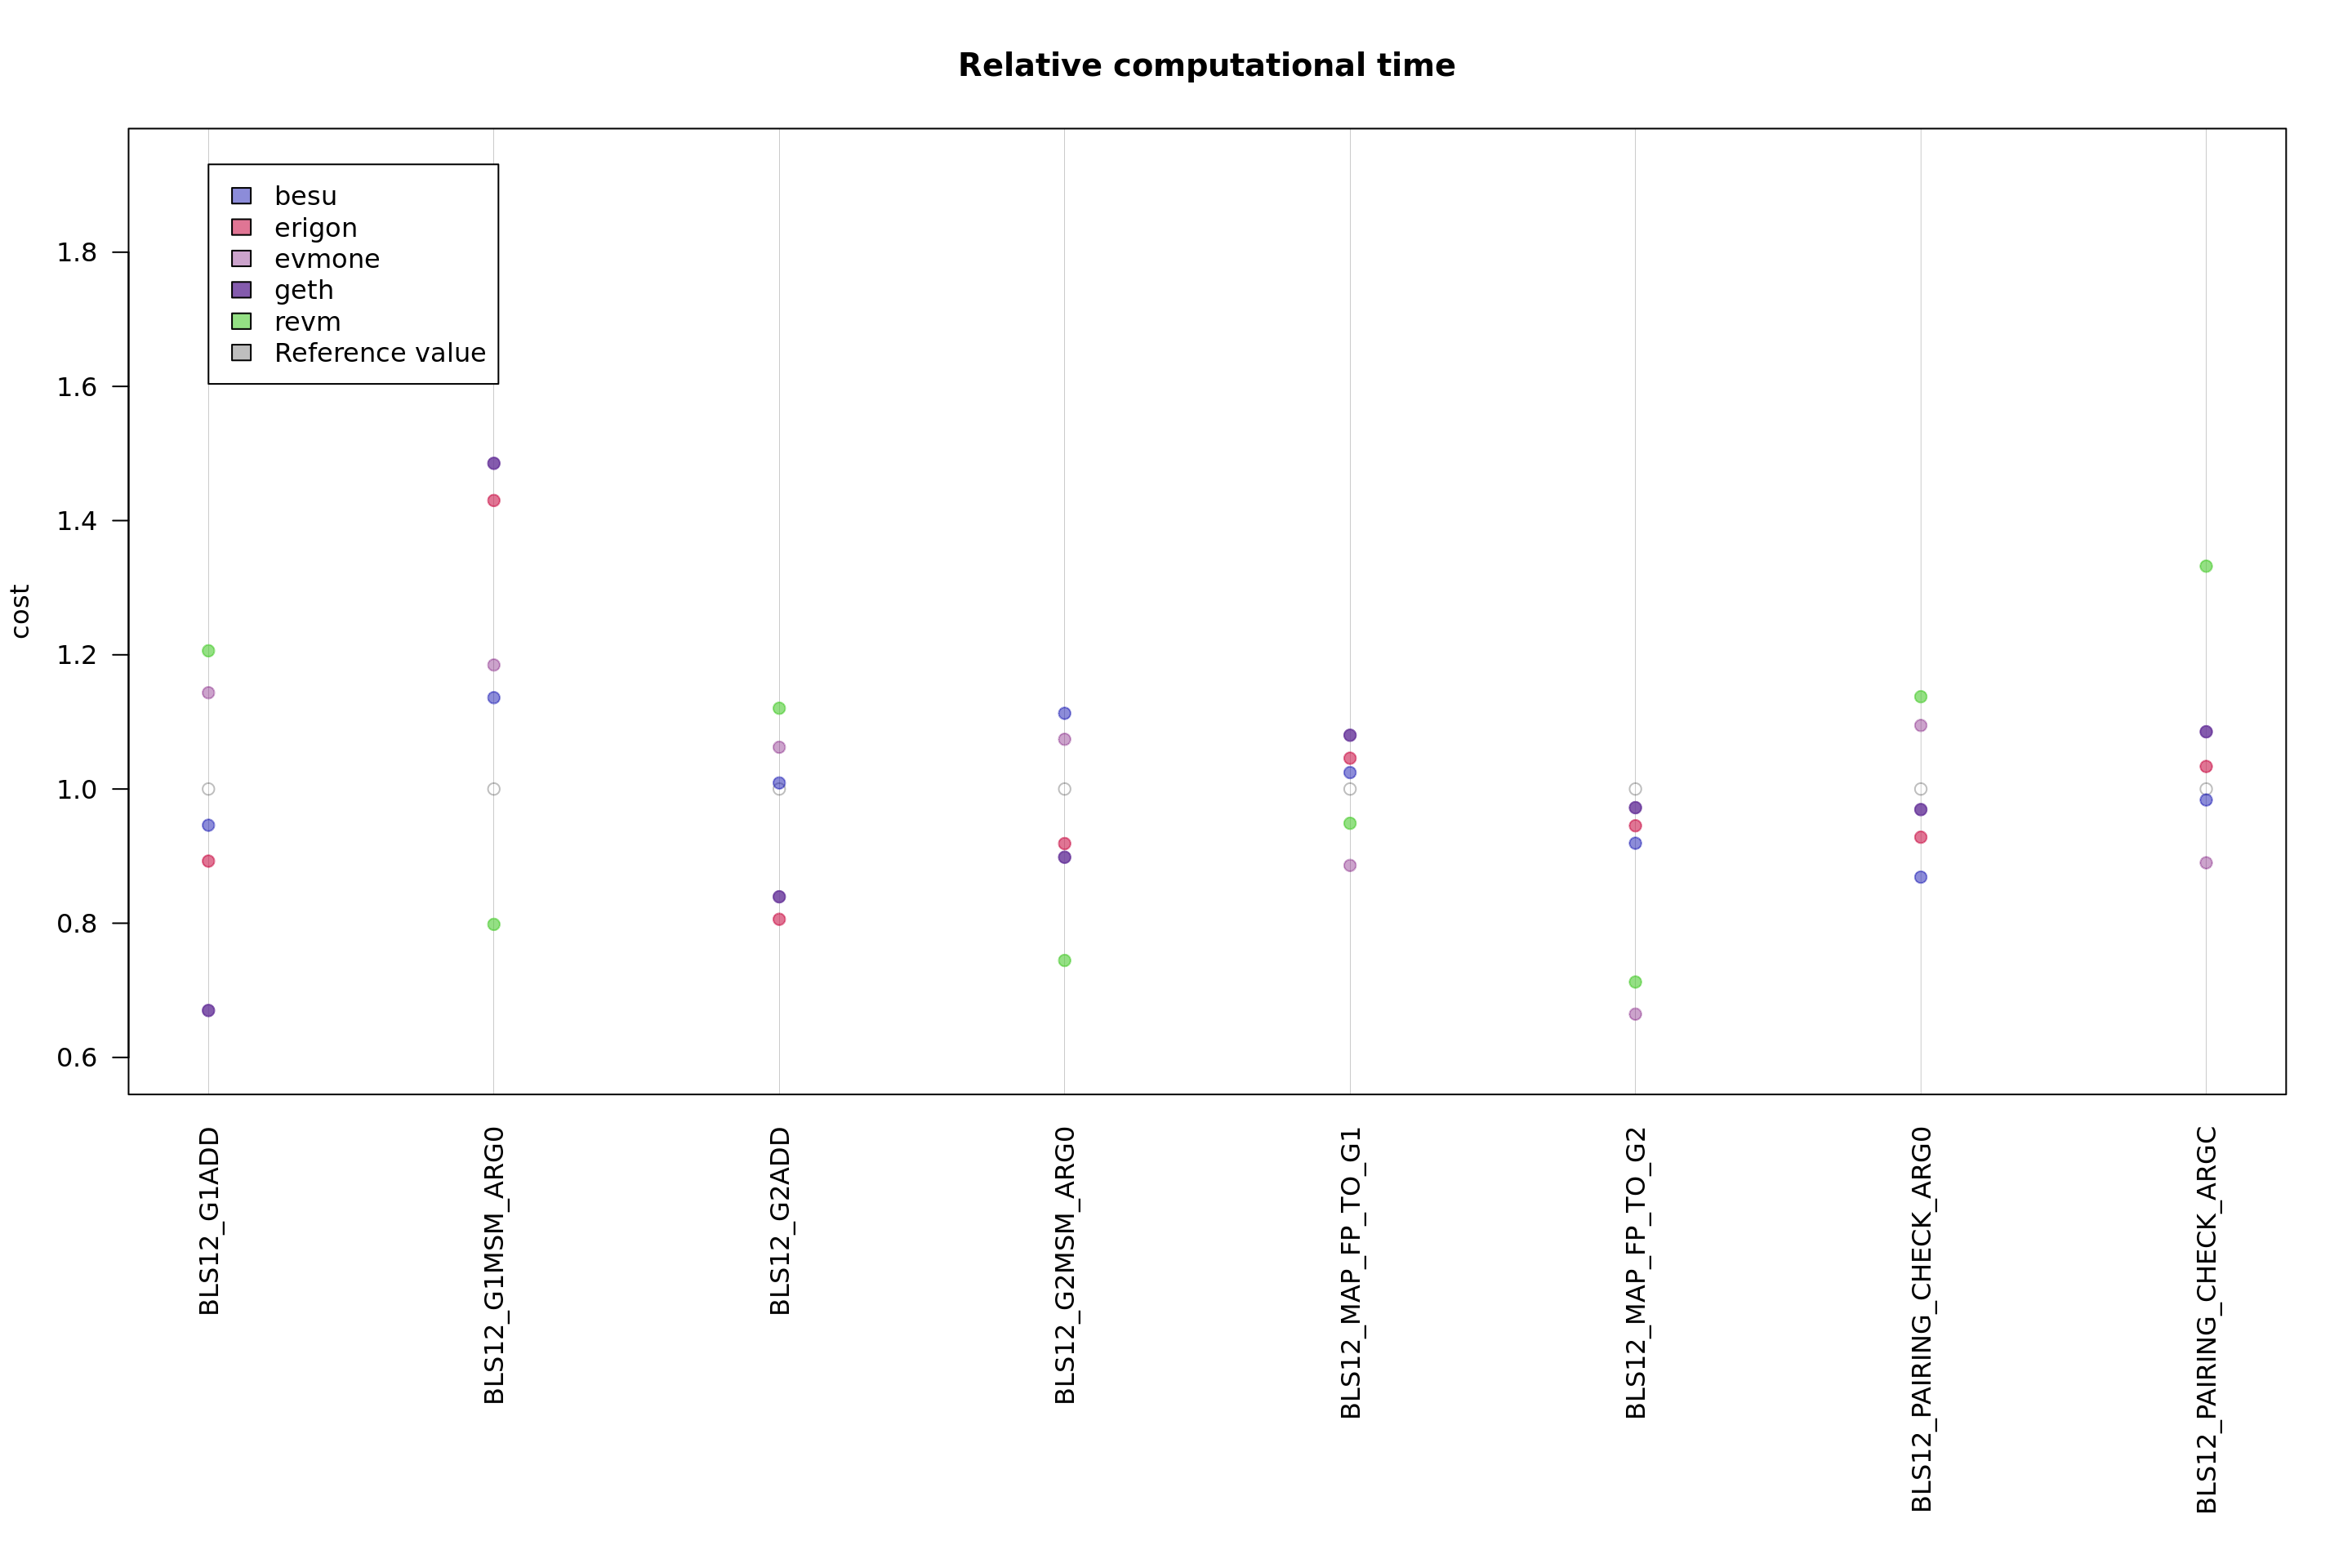 Relative computational time
besu
erigon
evmone
geth
revm
Reference value
cost
1.8
1.6
1.4
1.2
1.0
0.8
0.6
BLS12_G1ADD
BLS12_G1MSM_ARG0
BLS12_G2ADD
BLS12_G2MSM_ARG0
BLS12_MAP_FP_TO_G1
BLS12_MAP_FP_TO_G2
BLS12_PAIRING_CHECK_ARG0
BLS12_PAIRING_CHECK_ARGC